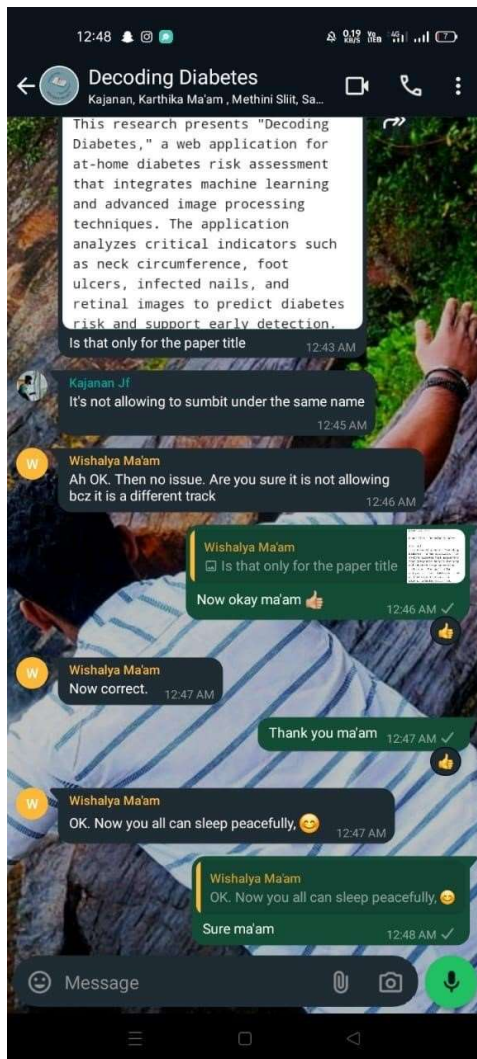 12:48
0.19 KB/S Vo LTE 4G 7
Decoding Diabetes
Kajanan, Karthika Ma'am , Methini Sliit, Sa...
This research presents "Decoding
Diabetes," a web application for
at-home diabetes risk assessment
that integrates machine learning
and advanced image processing
techniques. The application
analyzes critical indicators such
as neck circumference, foot
ulcers, infected nails, and
retinal images to predict diabetes
risk and support early detection.
Is that only for the paper title
12:43 AM
Kajanan Jf
It's not allowing to sumbit under the same name
12:45 AM
W
Wishalya Ma'am
Ah OK. Then no issue. Are you sure it is not allowing
bcz it is a different track
12:46 AM
Wishalya Ma'am
Is that only for the paper title
Now okay ma'am 👍🏼
12:46 AM
👍
W
Wishalya Ma'am
Now correct. 12:47 AM
Thank you ma'am 12:47 AM
👍
W
Wishalya Ma'am
OK. Now you all can sleep peacefully, 😊
12:47 AM
Wishalya Ma'am
OK. Now you all can sleep peacefully, 😊
Sure ma'am
12:48 AM
Message